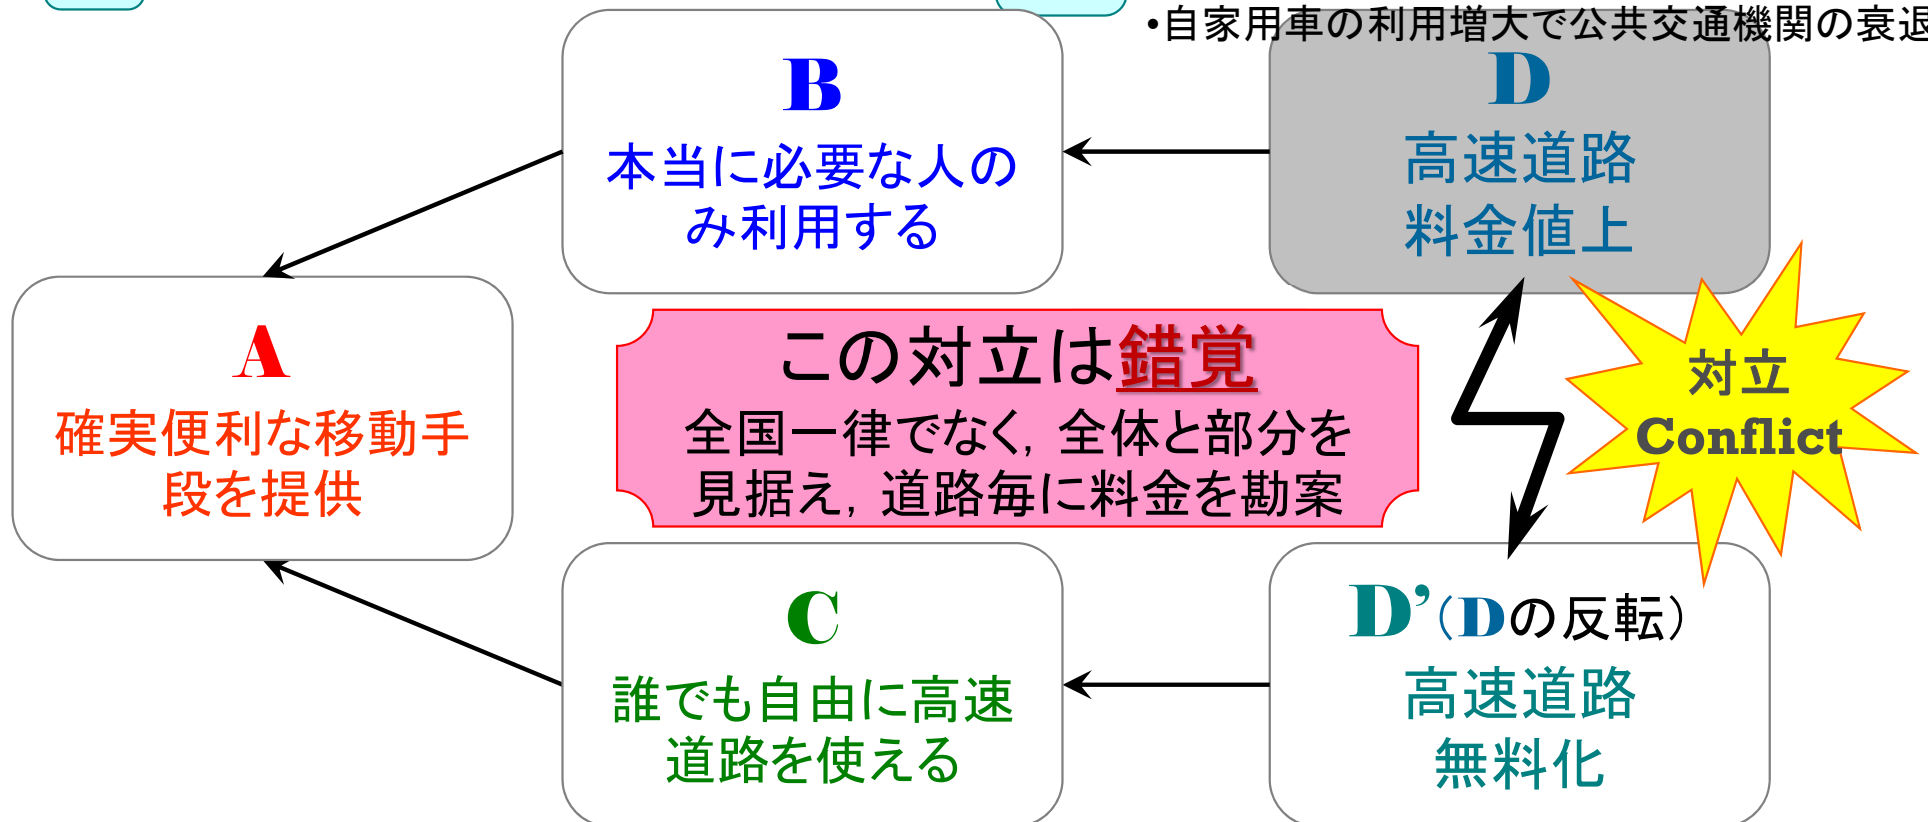 •自家用車の利用増大で公共交通機関の衰退
B
本当に必要な人の
み利用する
D
高速道路
料金値上
A
確実便利な移動手
段を提供
この対立は錯覚
全国一律でなく，全体と部分を
見据え，道路毎に料金を勘案
対立
Conflict
C
誰でも自由に高速
道路を使える
D’（Dの反転）
高速道路
無料化